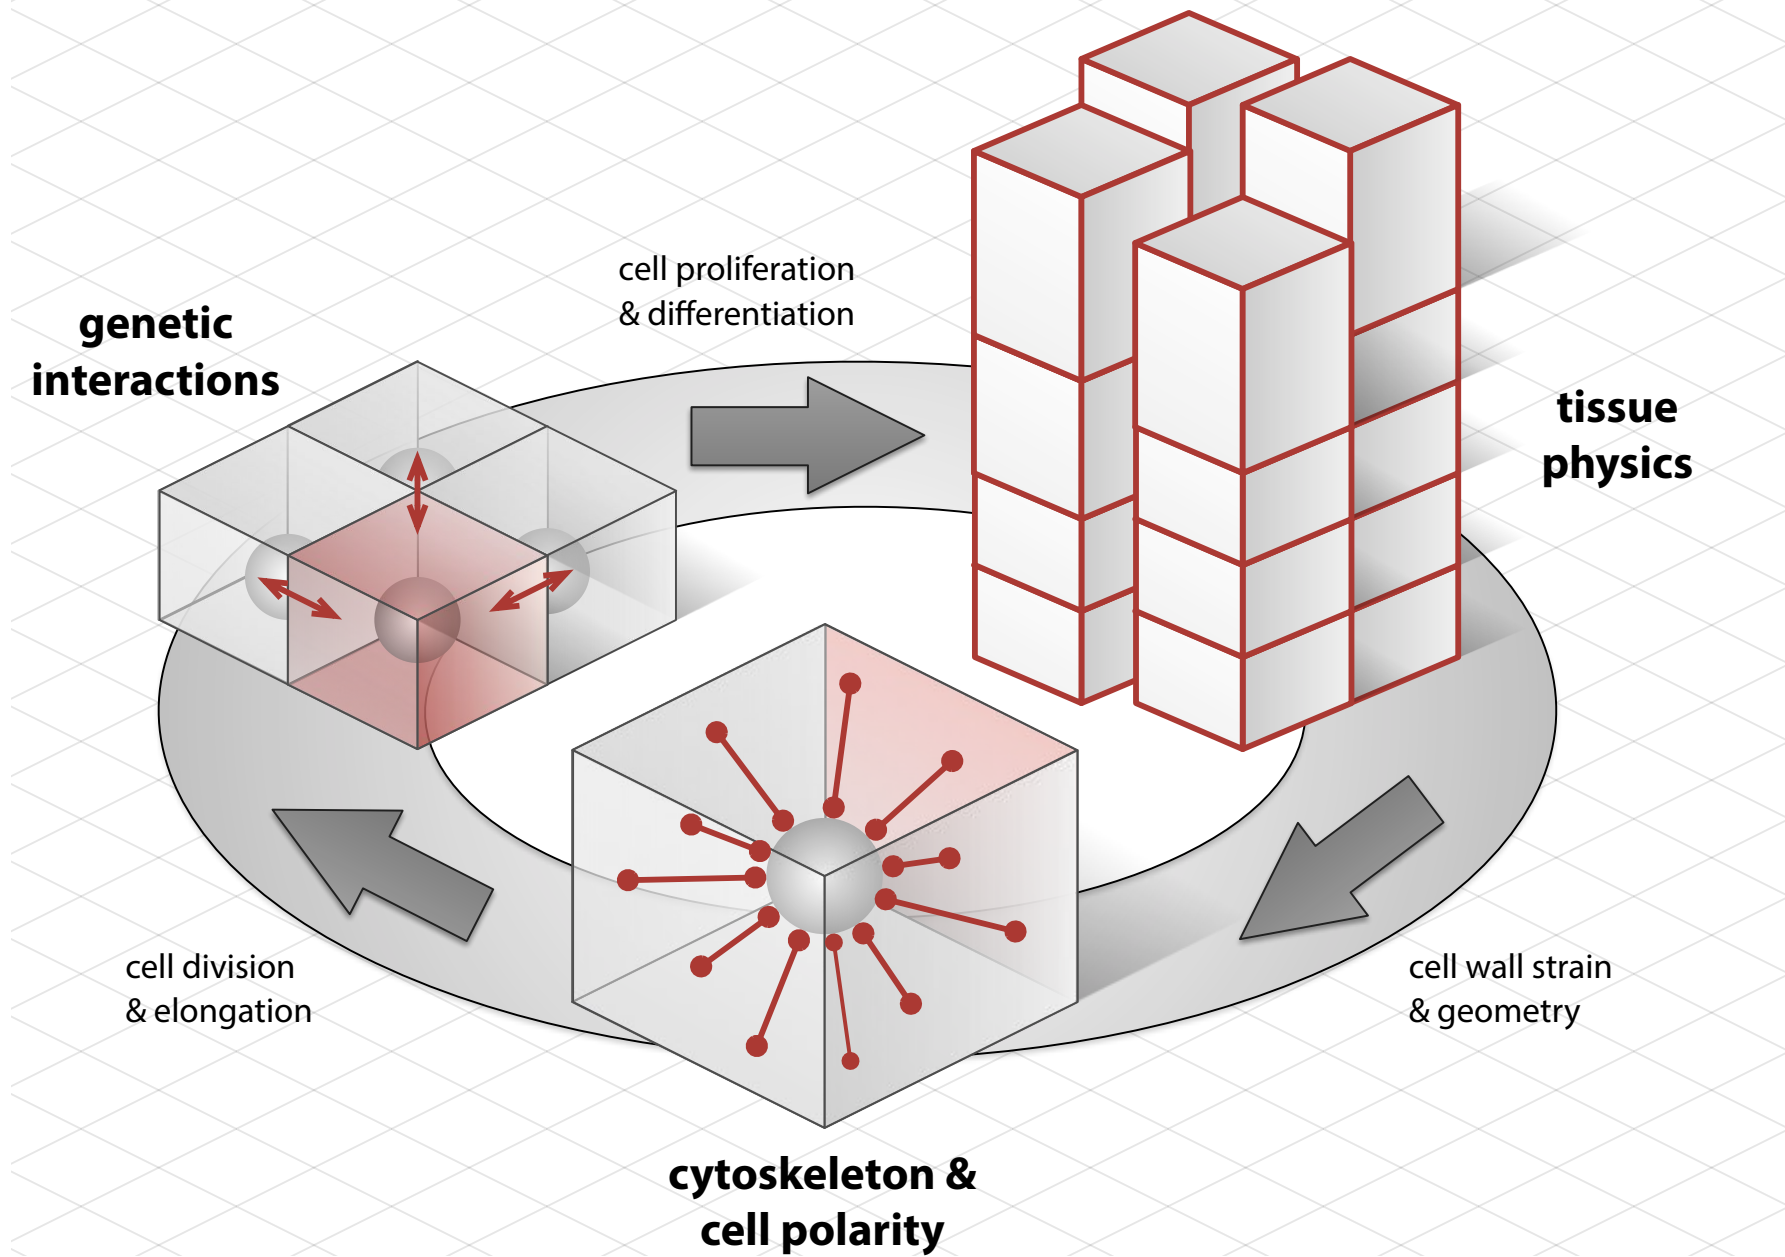 cell proliferation
& differentiation
genetic
interactions
tissue
physics
cell division
& elongation
cell wall strain
& geometry
cytoskeleton &
cell polarity